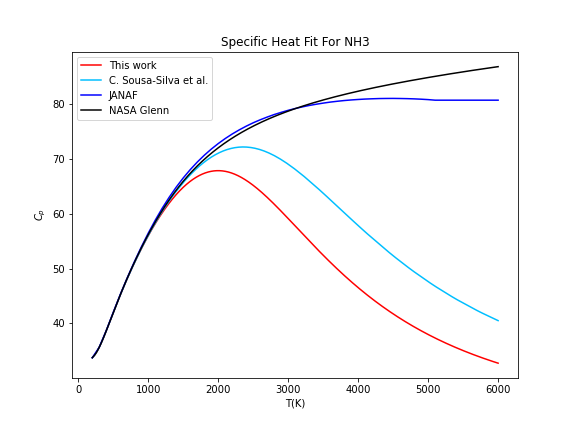 Specific Heat Fit For NH3
This work
C. Sousa-Silva et al.
JANAF
NASA Glenn
80
70
60
50
40
C_p
0 1000 2000 3000 4000 5000 6000
T(K)